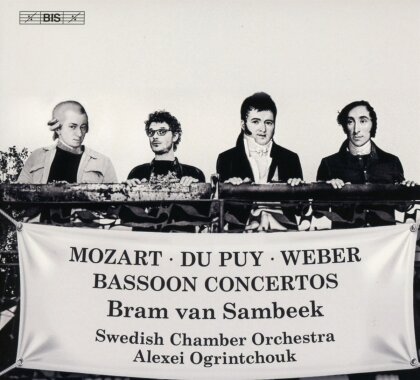 BIS
MOZART · DU PUY · WEBER
BASSOON CONCERTOS
Bram van Sambeek
Swedish Chamber Orchestra
Alexei Ogrintchouk